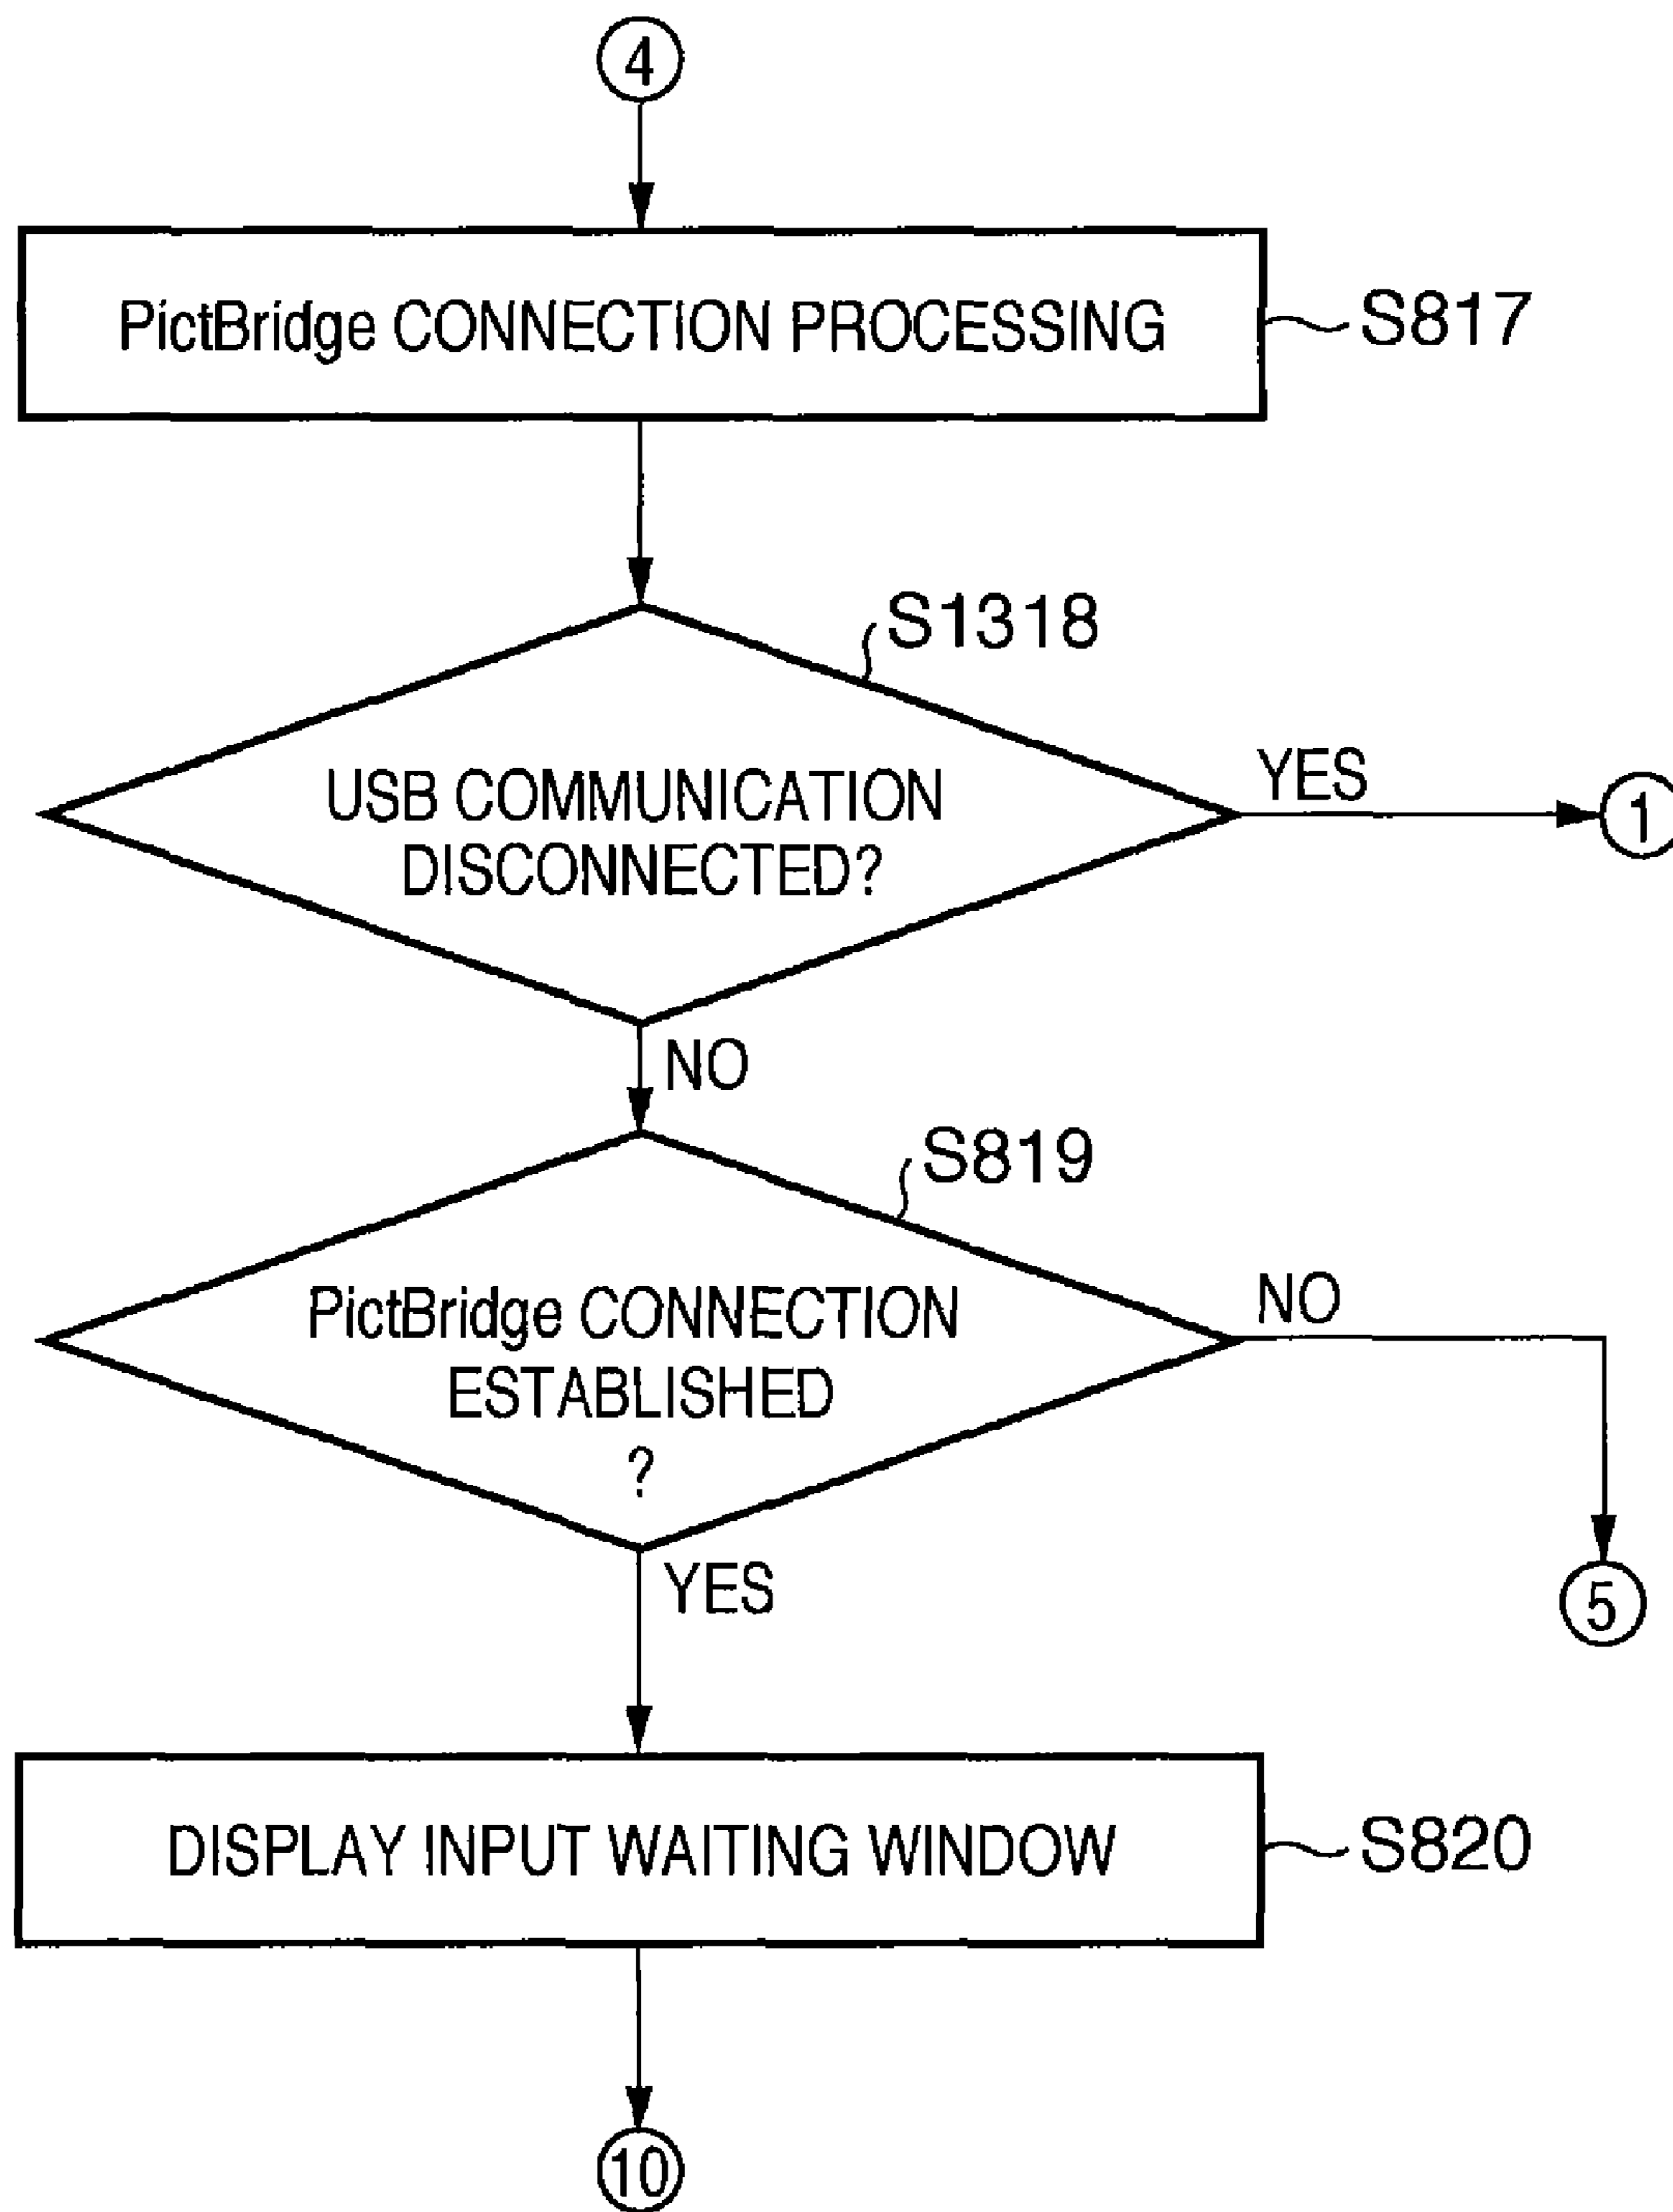 4
PictBridge CONNECTION PROCESSING
S817
S1318
USB COMMUNICATION
DISCONNECTED?
YES
1
NO
S819
PictBridge CONNECTION
ESTABLISHED
?
NO
YES
5
DISPLAY INPUT WAITING WINDOW
S820
10